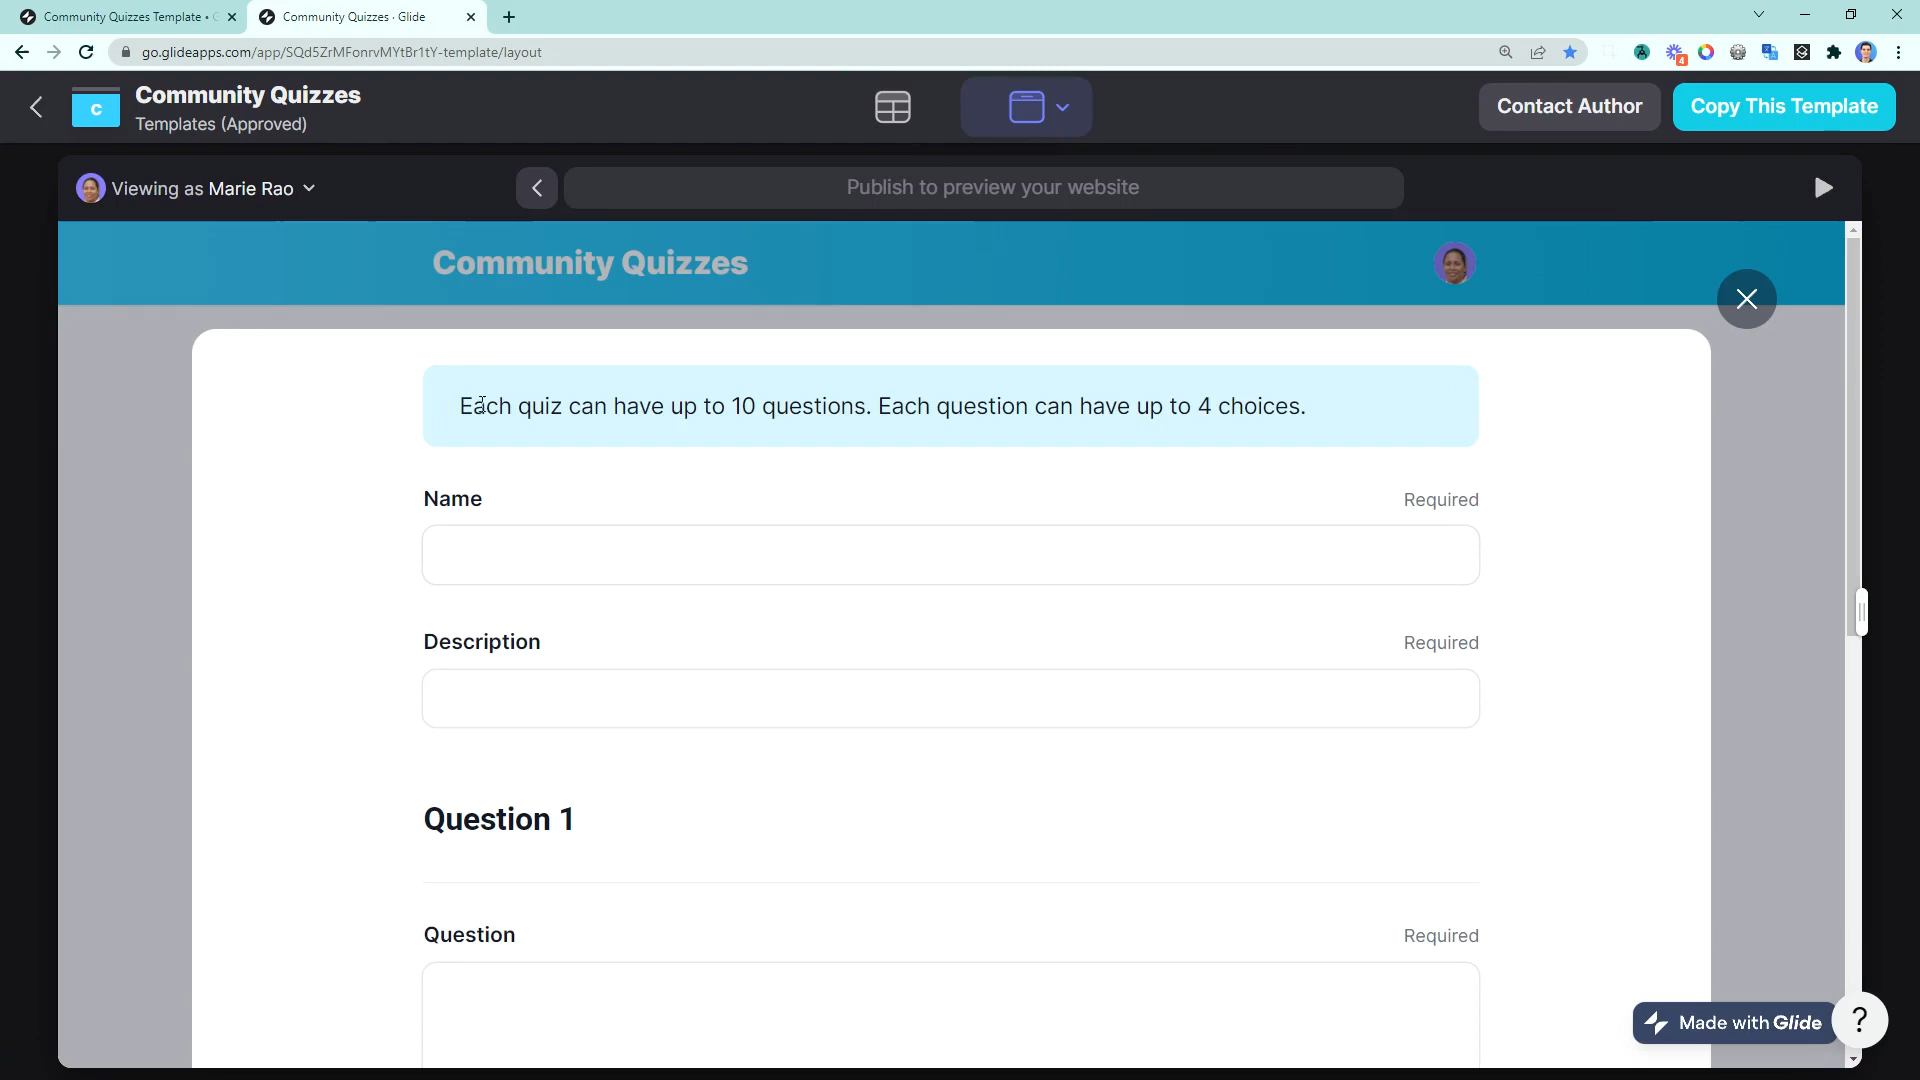 Community Quizzes Template •
Community Quizzes · Glide
go.glideapps.com/app/SQd5ZrMFonrvMYtBr1tY-template/layout
4
C
Community Quizzes
Templates (Approved)
Contact Author
Copy This Template
Viewing as Marie Rao
Publish to preview your website
Community Quizzes
Each quiz can have up to 10 questions. Each question can have up to 4 choices.
Name
Required
Description
Required
Question 1
Question
Required
Made with Glide
?